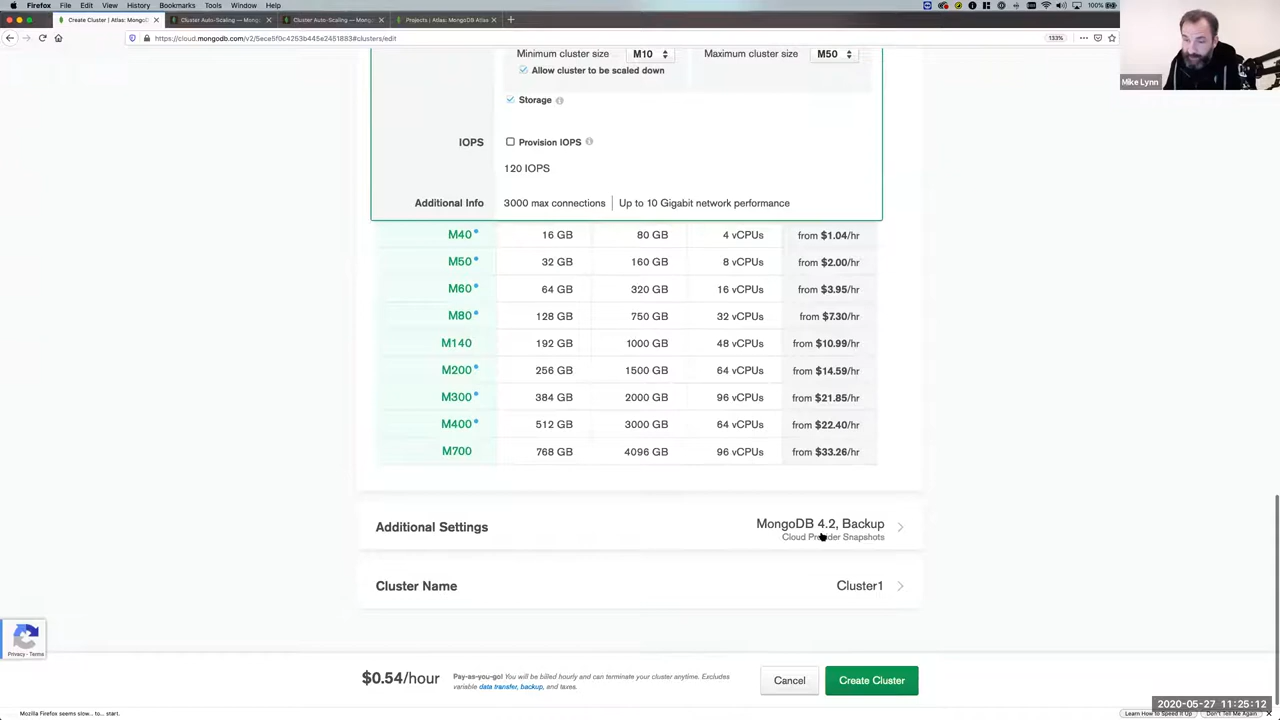 Firefox File Edit View History Bookmarks Tools Window Help
100%
Create Cluster | Atlas: MongoD
Cluster Auto-Scaling — Mong
Cluster Auto-Scaling — Mong
Projects | MongoDB Atlas
https://cloud.mongodb.com/v2/5ece5f0c4253b445e2451883#clusters/edit
133%
Mike Lynn
Minimum cluster size M10 Maximum cluster size M50
Allow cluster to be scaled down
Storage
IOPS Provision IOPS
120 IOPS
Additional Info 3000 max connections Up to 10 Gigabit network performance
M40 16 GB 80 GB 4 vCPUs from $1.04/hr
M50 32 GB 160 GB 8 vCPUs from $2.00/hr
M60 64 GB 320 GB 16 vCPUs from $3.95/hr
M80 128 GB 750 GB 32 vCPUs from $7.30/hr
M140 192 GB 1000 GB 48 vCPUs from $10.99/hr
M200 256 GB 1500 GB 64 vCPUs from $14.59/hr
M300 384 GB 2000 GB 96 vCPUs from $21.85/hr
M400 512 GB 3000 GB 64 vCPUs from $22.40/hr
M700 768 GB 4096 GB 96 vCPUs from $33.26/hr
Additional Settings MongoDB 4.2, Backup
Cloud Provider Snapshots
Cluster Name Cluster1
Privacy - Terms
$0.54/hour Pay-as-you-go! You will be billed hourly and can terminate your cluster anytime. Excludes
variable data transfer, backup, and taxes.
Cancel Create Cluster
2020-05-27 11:25:12
Mozilla Firefox seems slow... to... start.
Learn How to Speed It Up
Don't Tell Me Again